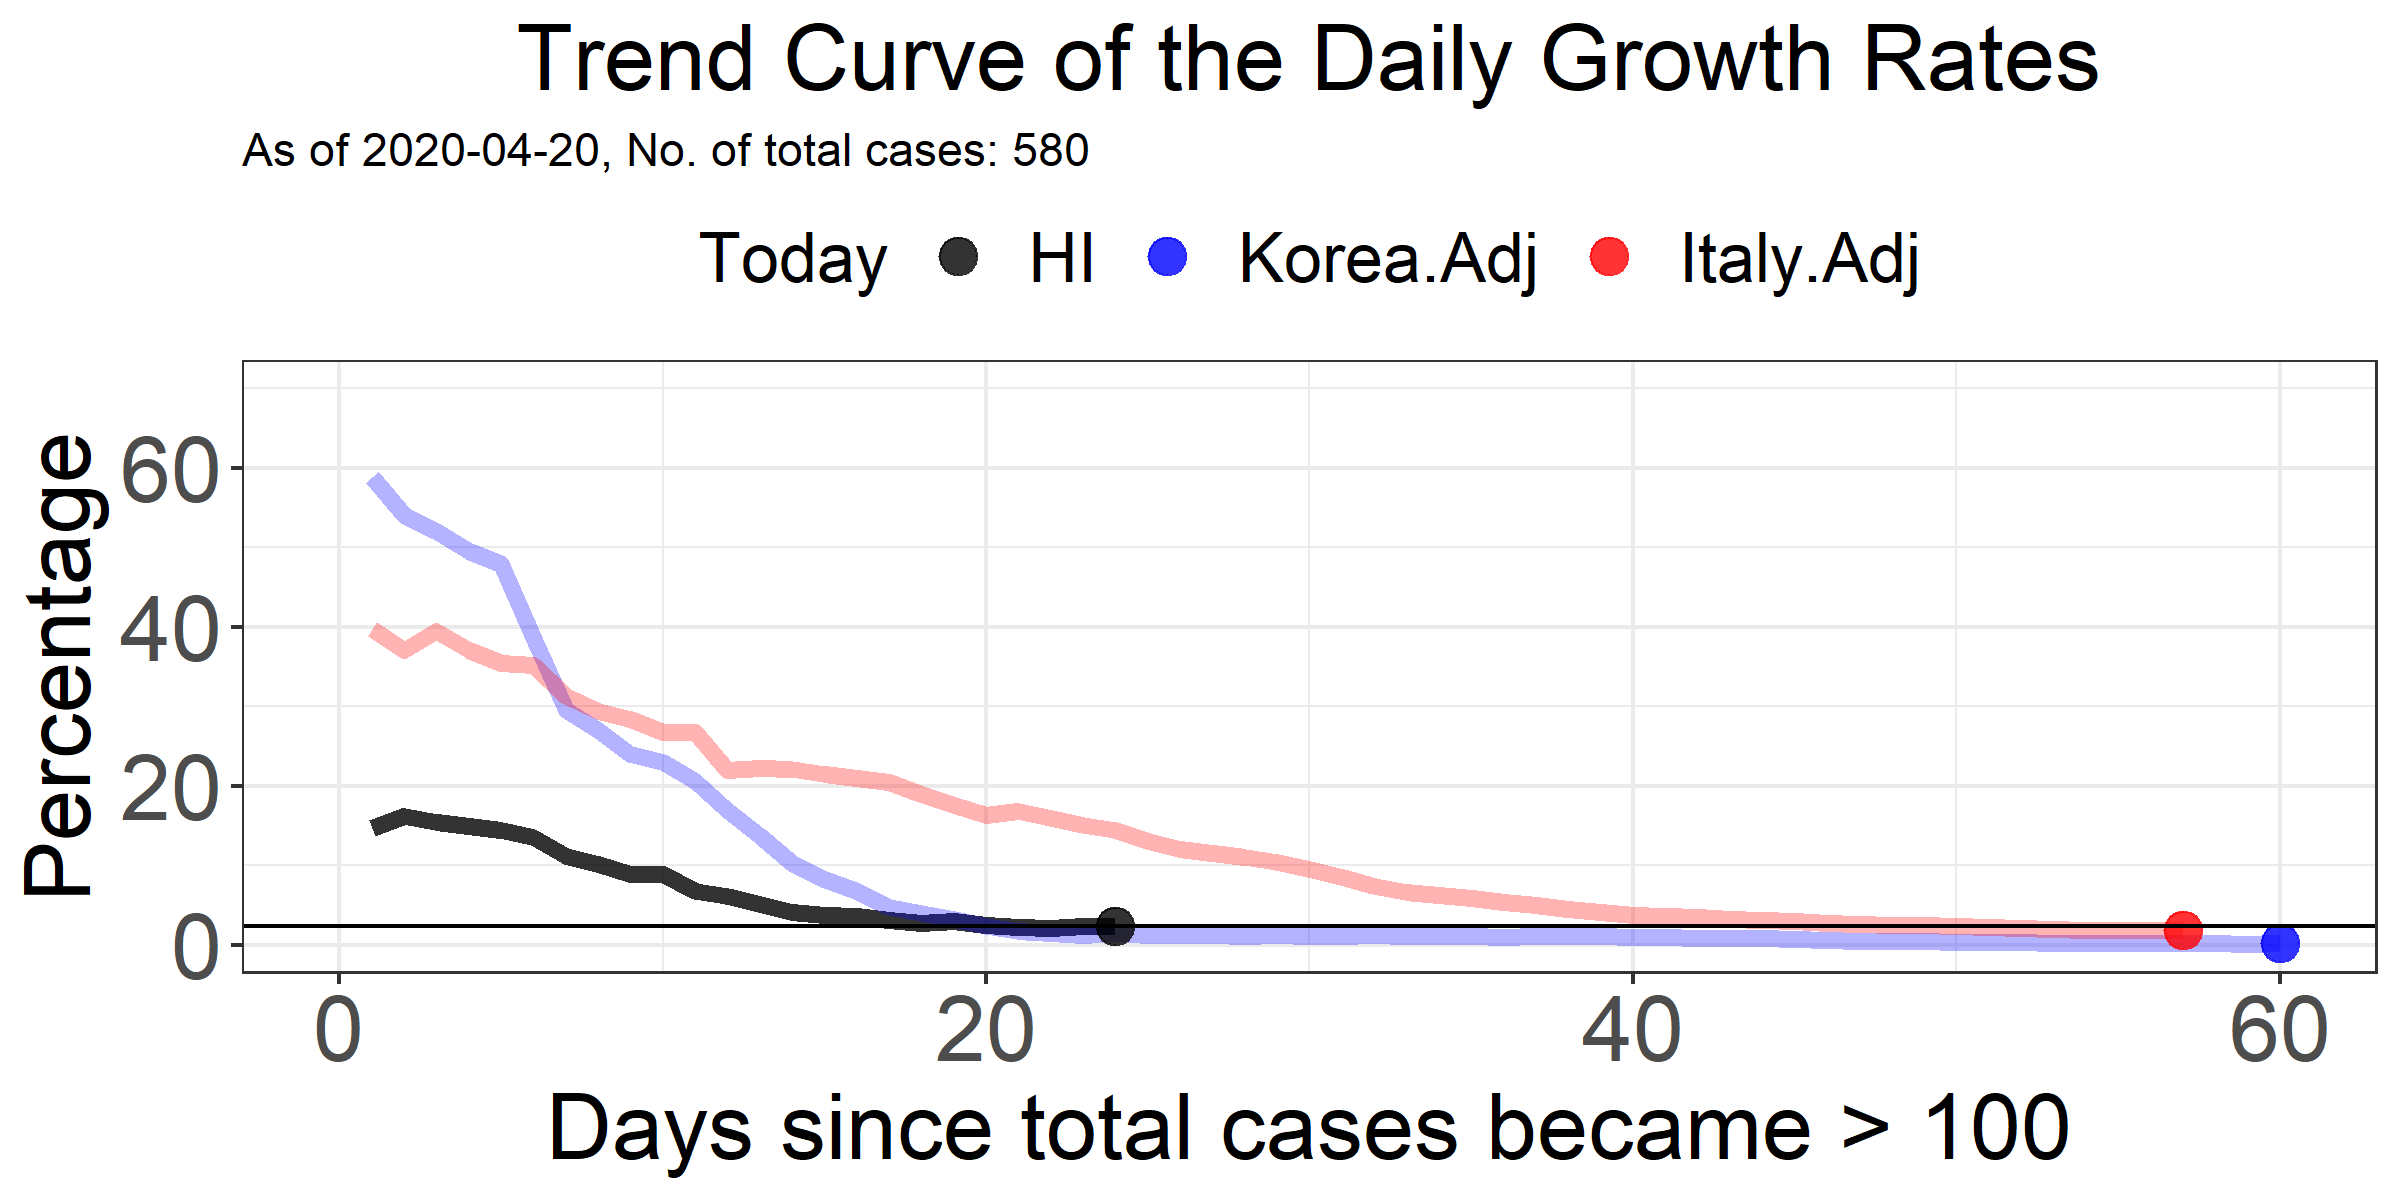 Trend Curve of the Daily Growth Rates
As of 2020-04-20, No. of total cases: 580
Today HI Korea.Adj Italy.Adj
Percentage
60
40
20
0
0 20 40 60
Days since total cases became > 100